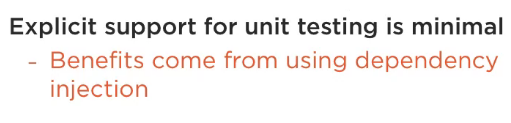 Explicit support for unit testing is minimal
- Benefits come from using dependency
injection